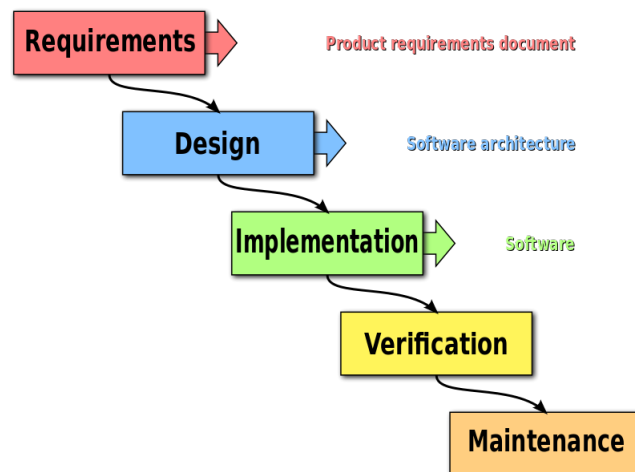 Requirements
Product requirements document
Design
Software architecture
Implementation
Software
Verification
Maintenance